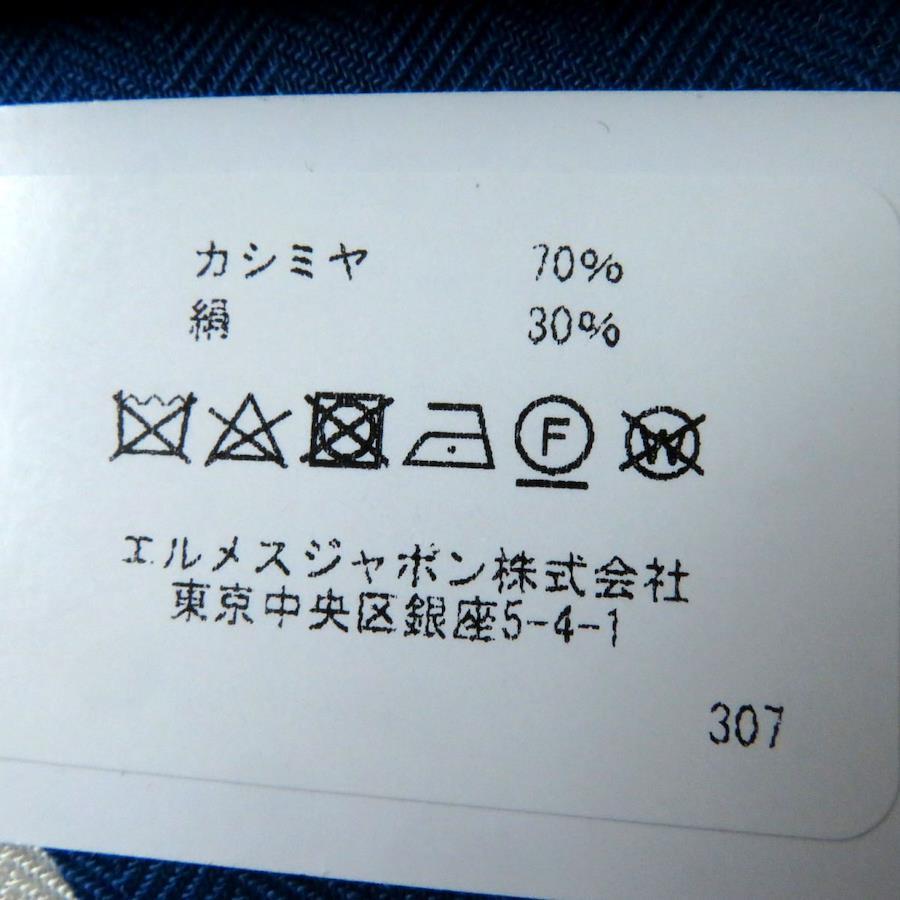 カシミヤ 70%
絹 30%
F W
エルメスジャポン株式会社
東京中央区銀座5-4-1
307